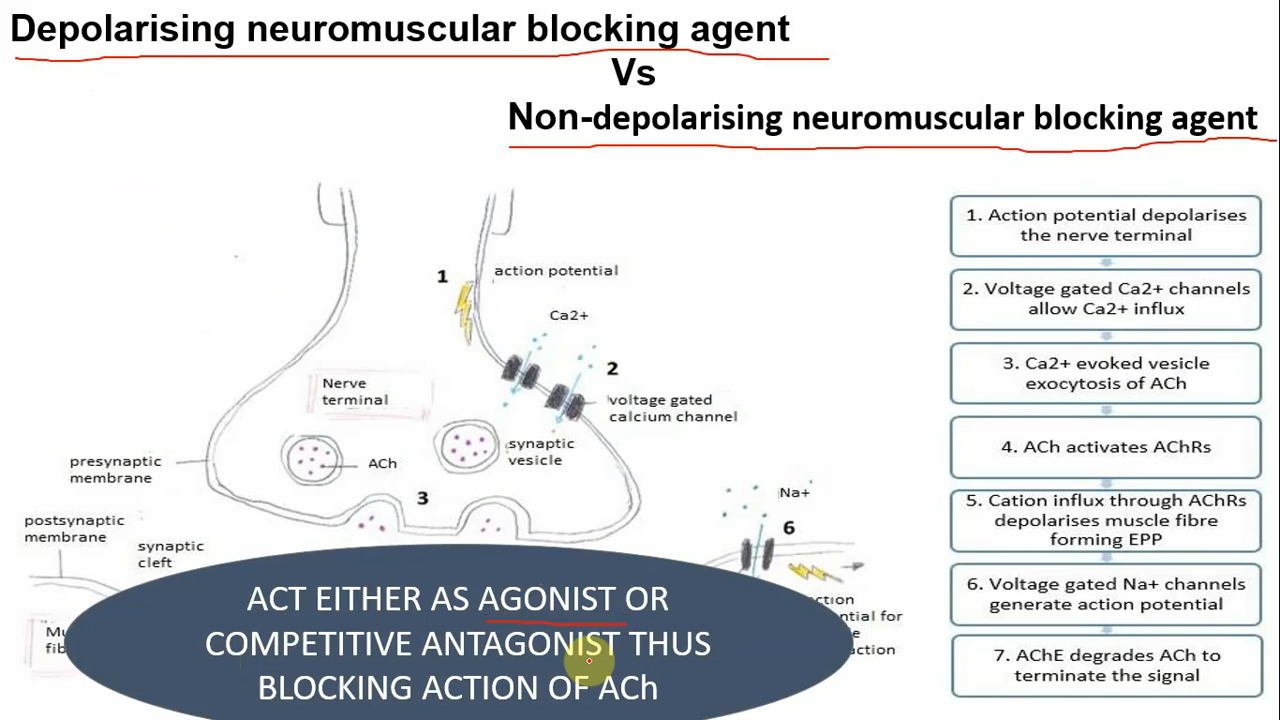 Depolarising neuromuscular blocking agent
Vs
Non-depolarising neuromuscular blocking agent
1
action potential
Ca2+
2
voltage gated
calcium channel
Nerve
terminal
synaptic
vesicle
ACh
presynaptic
membrane
3
postsynaptic
membrane
synaptic
cleft
Na+
6
ACT EITHER AS AGONIST OR
COMPETITIVE ANTAGONIST THUS
BLOCKING ACTION OF ACh
1. Action potential depolarises
the nerve terminal
2. Voltage gated Ca2+ channels
allow Ca2+ influx
3. Ca2+ evoked vesicle
exocytosis of ACh
4. ACh activates AChRs
5. Cation influx through AChRs
depolarises muscle fibre
forming EPP
6. Voltage gated Na+ channels
generate action potential
7. AChE degrades ACh to
terminate the signal